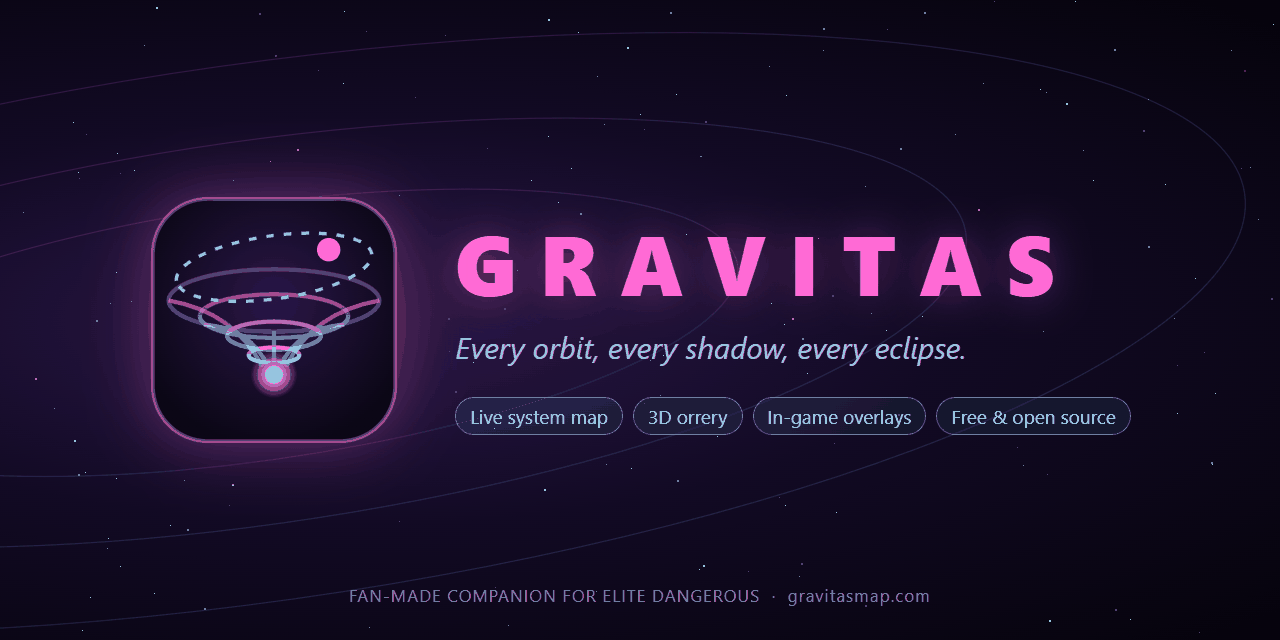 GRAVITAS
Every orbit, every shadow, every eclipse.
Live system map
3D orrery
In-game overlays
Free & open source
FAN-MADE COMPANION FOR ELITE DANGEROUS · gravitasmap.com